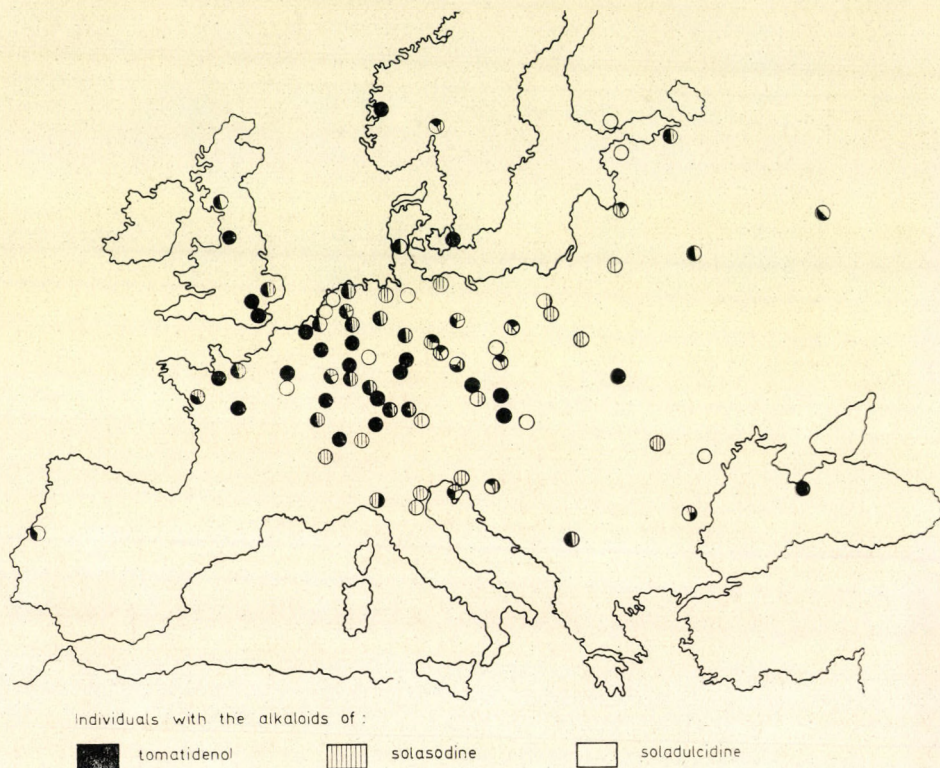 Individuals with the alkaloids of :
tomatidenol solasodine soladulcidine